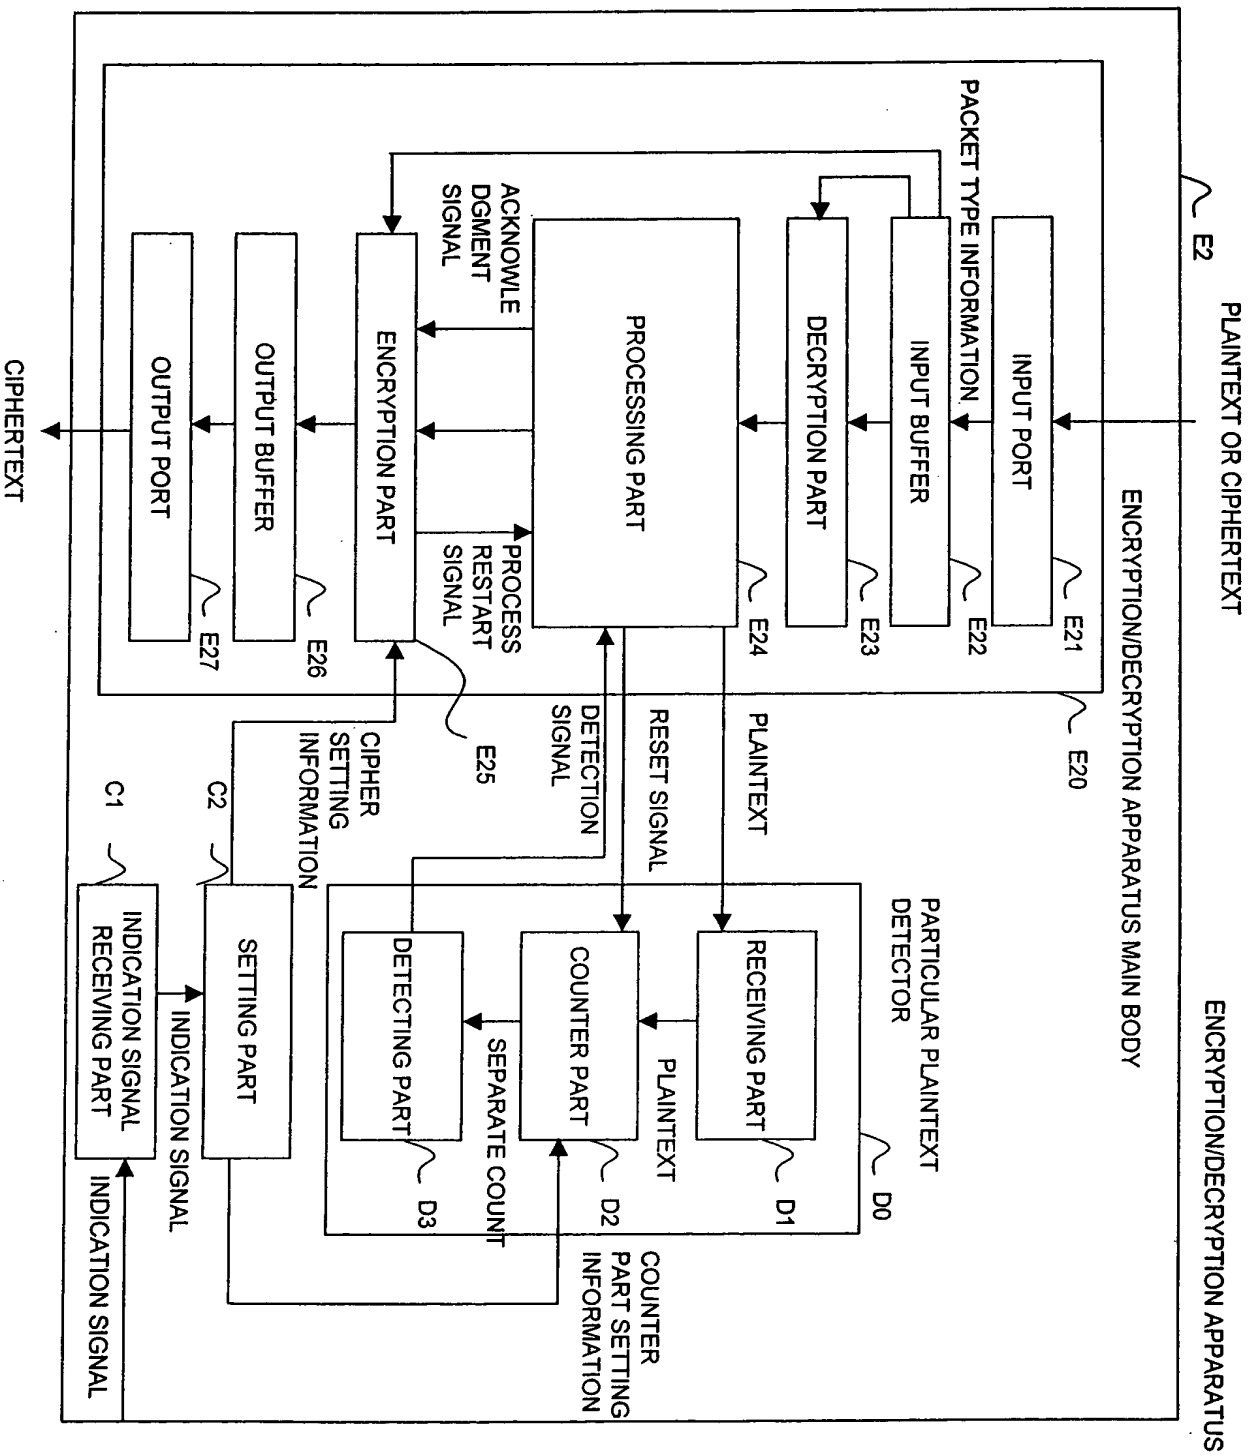 ENCRYPTION/DECRYPTION APPARATUS
PLAINTEXT OR CIPHERTEXT
E2
ENCRYPTION/DECRYPTION APPARATUS MAIN BODY
E20
INPUT PORT
E21
PACKET TYPE INFORMATION
INPUT BUFFER
E22
DECRYPTION PART
E23
PROCESSING PART
E24
ACKNOWLE
DGMENT
SIGNAL
PROCESS
RESTART
SIGNAL
ENCRYPTION PART
E25
OUTPUT BUFFER
E26
OUTPUT PORT
E27
CIPHERTEXT
PLAINTEXT
RESET SIGNAL
DETECTION
SIGNAL
CIPHER
SETTING
INFORMATION
PARTICULAR PLAINTEXT
DETECTOR
D0
RECEIVING PART
D1
PLAINTEXT
COUNTER PART
D2
SEPARATE COUNT
DETECTING PART
D3
COUNTER
PART SETTING
INFORMATION
C2
SETTING PART
INDICATION SIGNAL
C1
INDICATION SIGNAL
RECEIVING PART
INDICATION SIGNAL